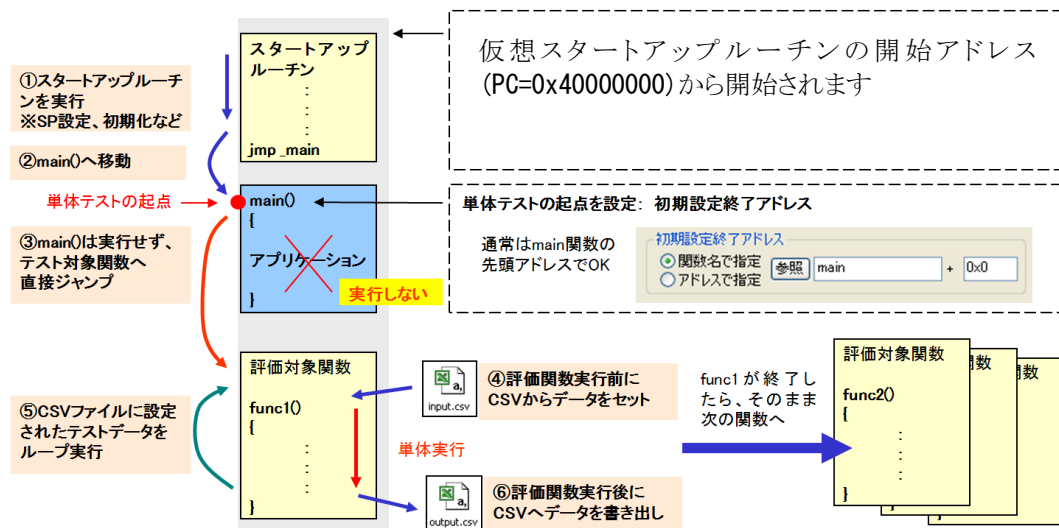 スタートアップ
ルーチン
:
:
:
jmp _main
仮想スタートアップルーチンの開始アドレス
(PC=0x40000000)から開始されます
①スタートアップルーチ
ンを実行
※SP設定、初期化など
②main()へ移動
単体テストの起点
main()
{
アプリケーション
}
実行しない
単体テストの起点を設定: 初期設定終了アドレス
通常はmain関数の
先頭アドレスでOK
初期設定終了アドレス
関数名で指定 参照 main + 0x0
アドレスで指定
③main()は実行せず、
テスト対象関数へ
直接ジャンプ
評価対象関数
func1()
{
:
:
}
input.csv
④評価関数実行前に
CSVからデータをセット
⑤CSVファイルに設定
されたテストデータを
ループ実行
単体実行
output.csv
⑥評価関数実行後に
CSVへデータを書き出し
func1が終了し
たら、そのまま
次の関数へ
評価対象関数
func2()
{
:
:
}
関数
対象関数